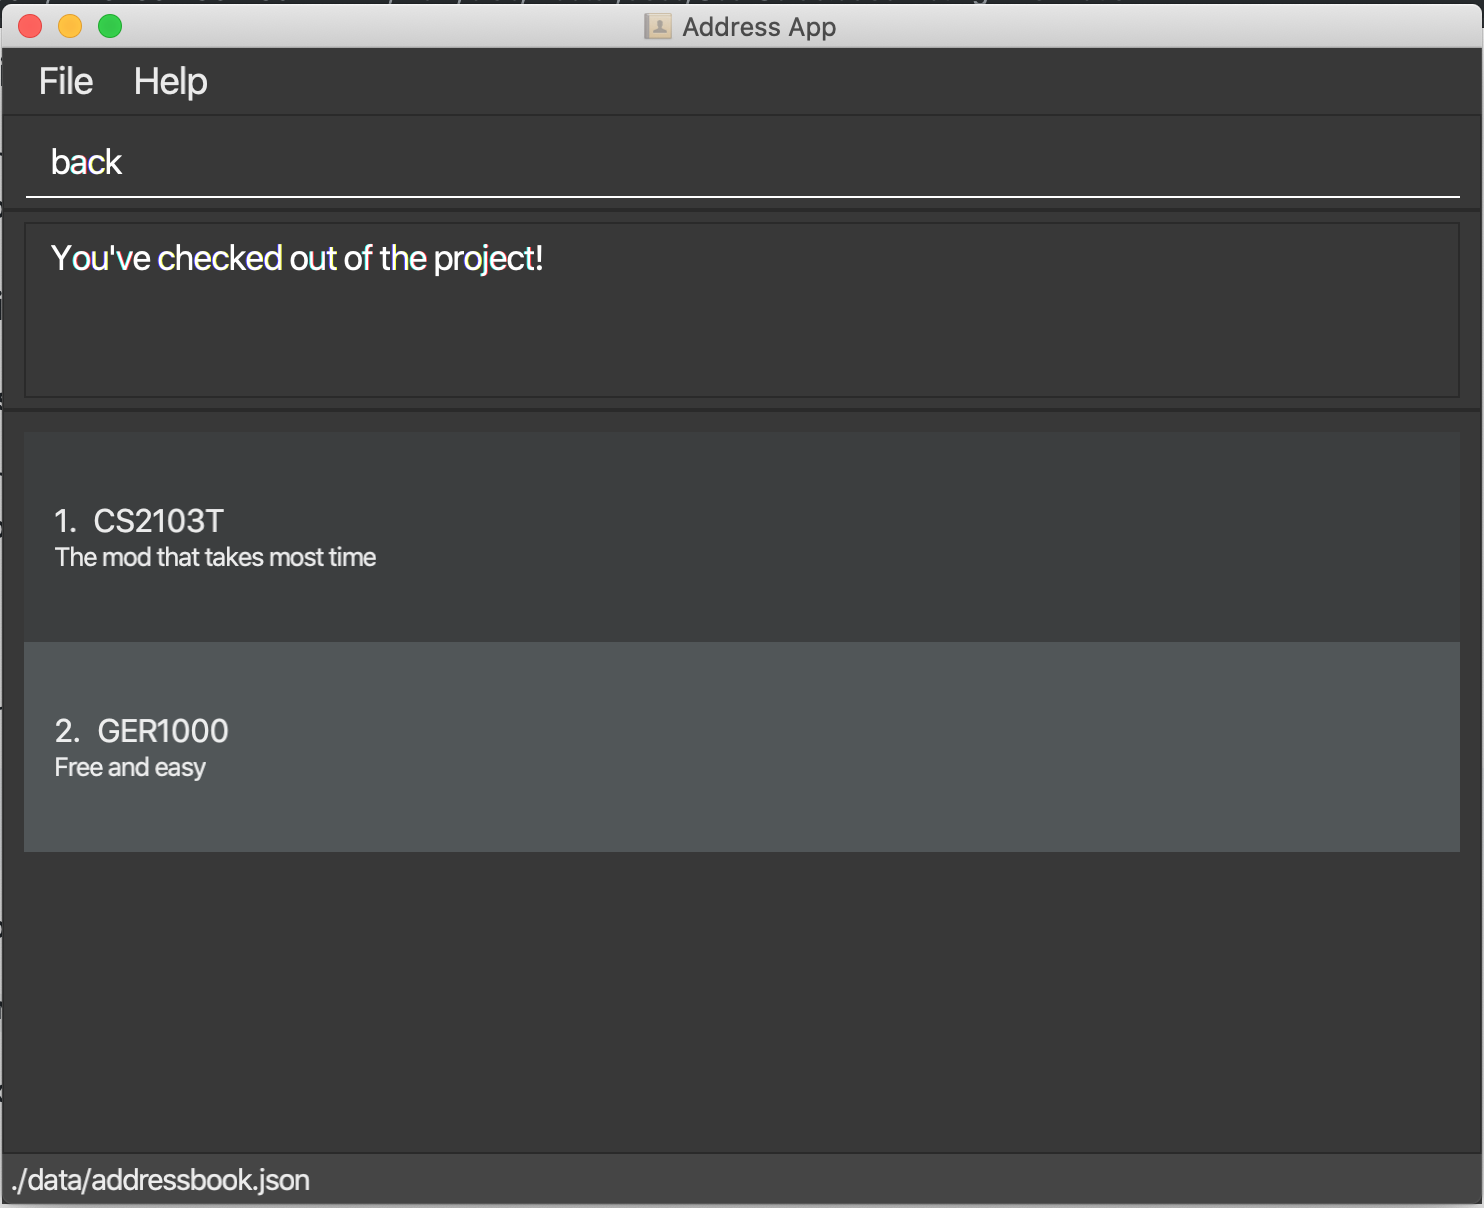 Address App
File Help
back
You've checked out of the project!
1. CS2103T
The mod that takes most time
2. GER1000
Free and easy
./data/addressbook.json